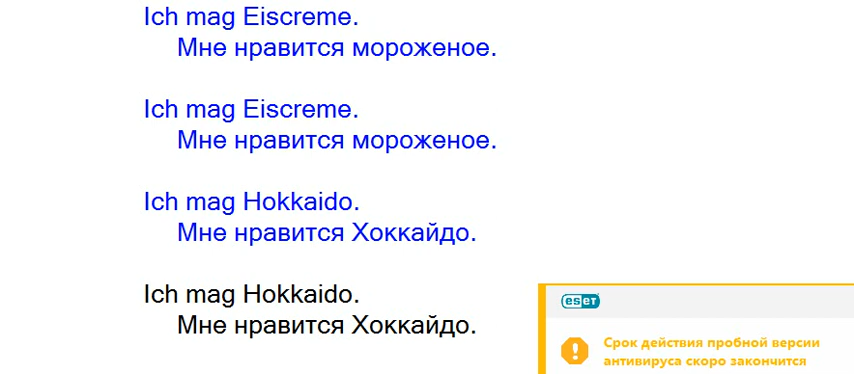 Ich mag Eiscreme.
Мне нравится мороженое.
Ich mag Eiscreme.
Мне нравится мороженое.
Ich mag Hokkaido.
Мне нравится Хоккайдо.
Ich mag Hokkaido.
Мне нравится Хоккайдо.
eset
Срок действия пробной версии
антивируса скоро закончится